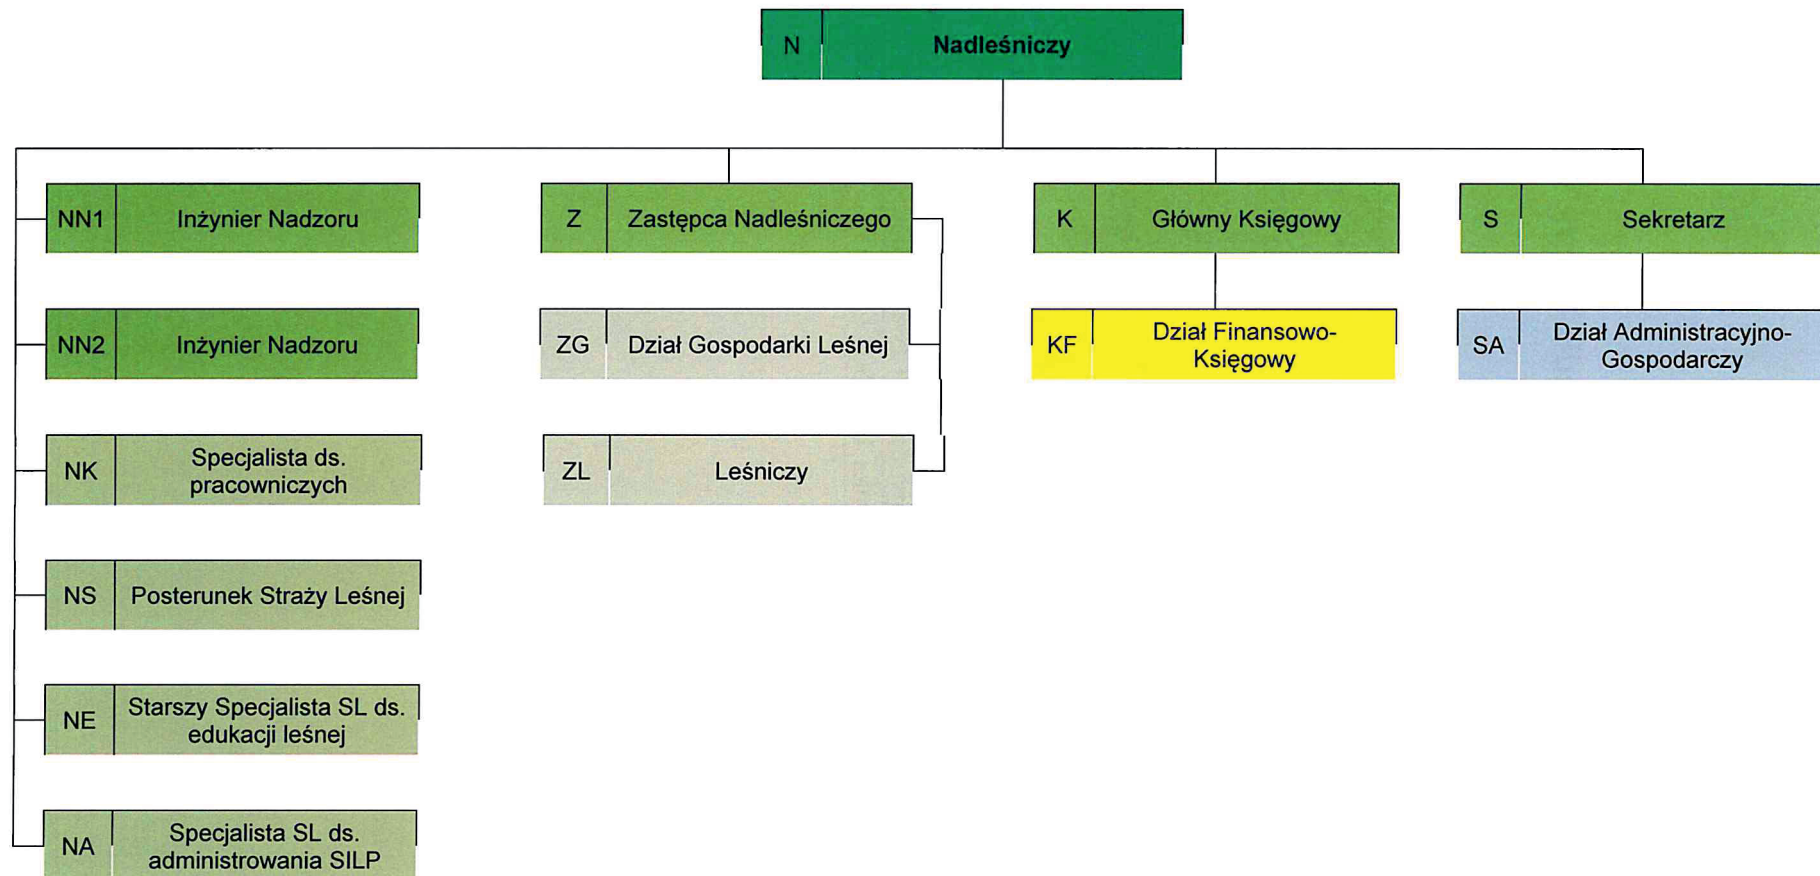 N Nadleśniczy
NN1 Inżynier Nadzoru
Z Zastępca Nadleśniczego
K Główny Księgowy
S Sekretarz
NN2 Inżynier Nadzoru
ZG Dział Gospodarki Leśnej
KF Dział Finansowo-
Księgowy
SA Dział Administracyjno-
Gospodarczy
NK Specjalista ds.
pracowniczych
ZL Leśniczy
NS Posterunek Straży Leśnej
NE Starszy Specjalista SL ds.
edukacji leśnej
NA Specjalista SL ds.
administrowania SILP